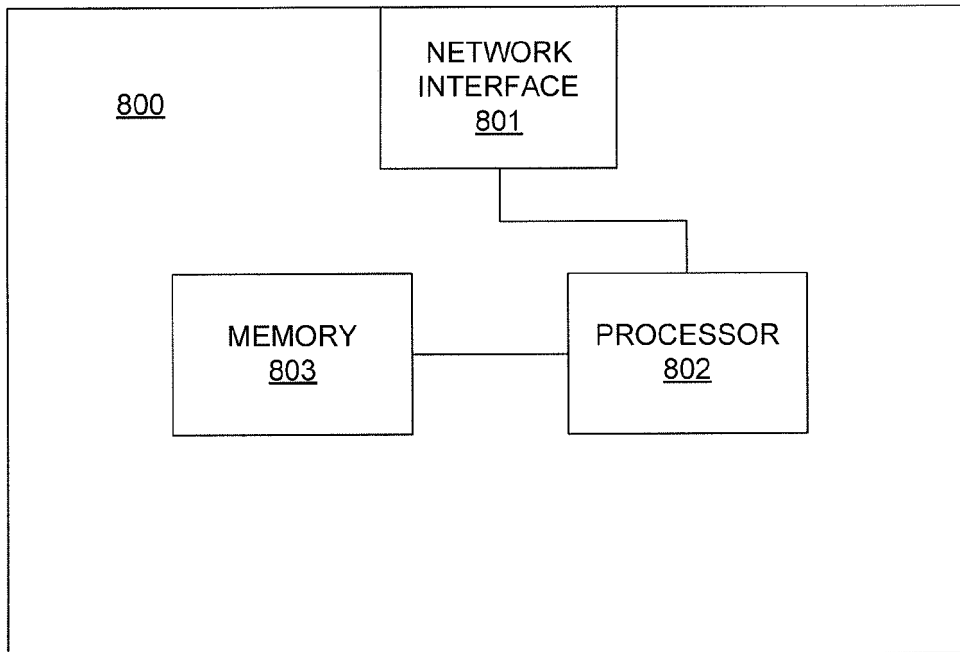 800
NETWORK
INTERFACE
801
MEMORY
803
PROCESSOR
802